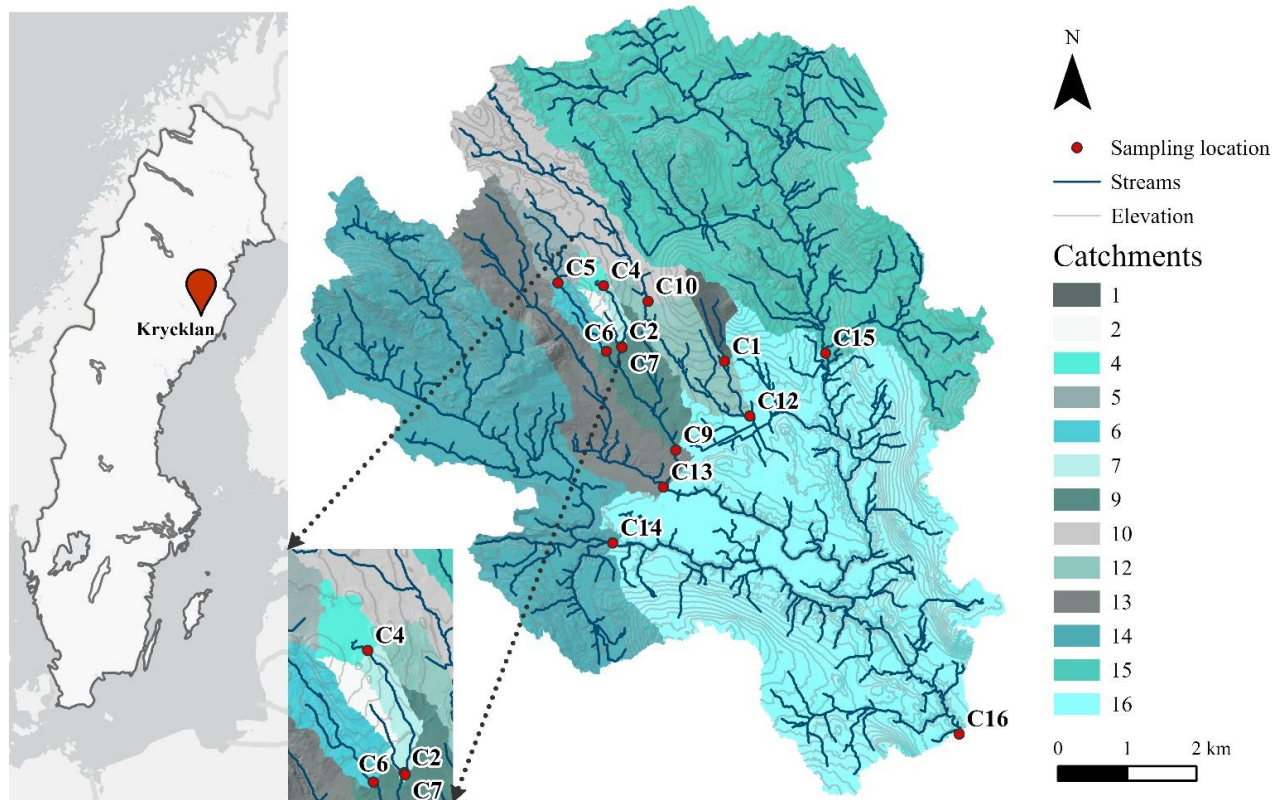 Krycklan
C5
C4
C10
C6
C2
C7
C1
C15
C12
C9
C13
C14
C16
C4
C6
C2
C7
N
Sampling location
Streams
Elevation
Catchments
1
2
4
5
6
7
9
10
12
13
14
15
16
0 1 2 km